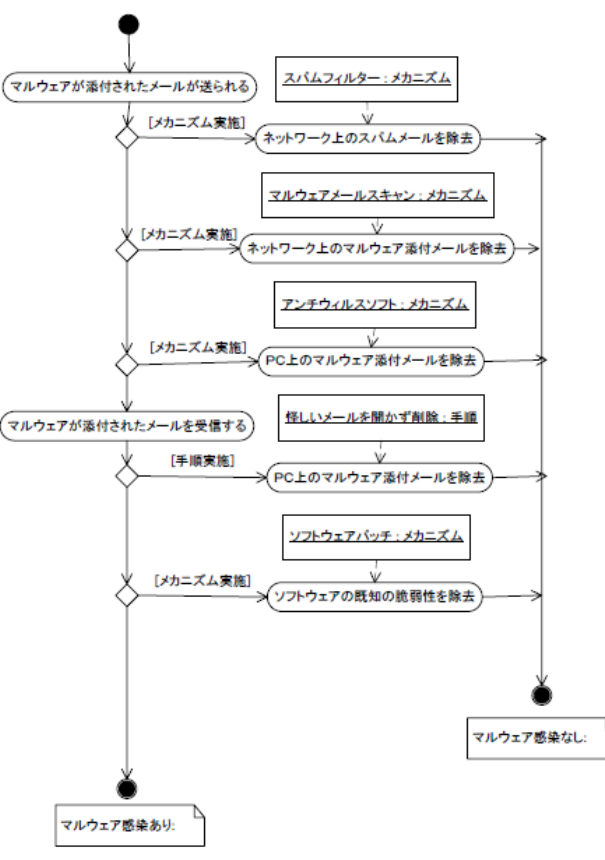 マルウェアが添付されたメールが送られる
スパムフィルター : メカニズム
[メカニズム実施]
ネットワーク上のスパムメールを除去
マルウェアメールスキャン : メカニズム
[メカニズム実施]
ネットワーク上のマルウェア添付メールを除去
アンチウィルスソフト : メカニズム
[メカニズム実施]
PC上のマルウェア添付メールを除去
マルウェアが添付されたメールを受信する
怪しいメールを開かず削除 : 手順
[手順実施]
PC上のマルウェア添付メールを除去
ソフトウェアパッチ : メカニズム
[メカニズム実施]
ソフトウェアの既知の脆弱性を除去
マルウェア感染なし:
マルウェア感染あり: